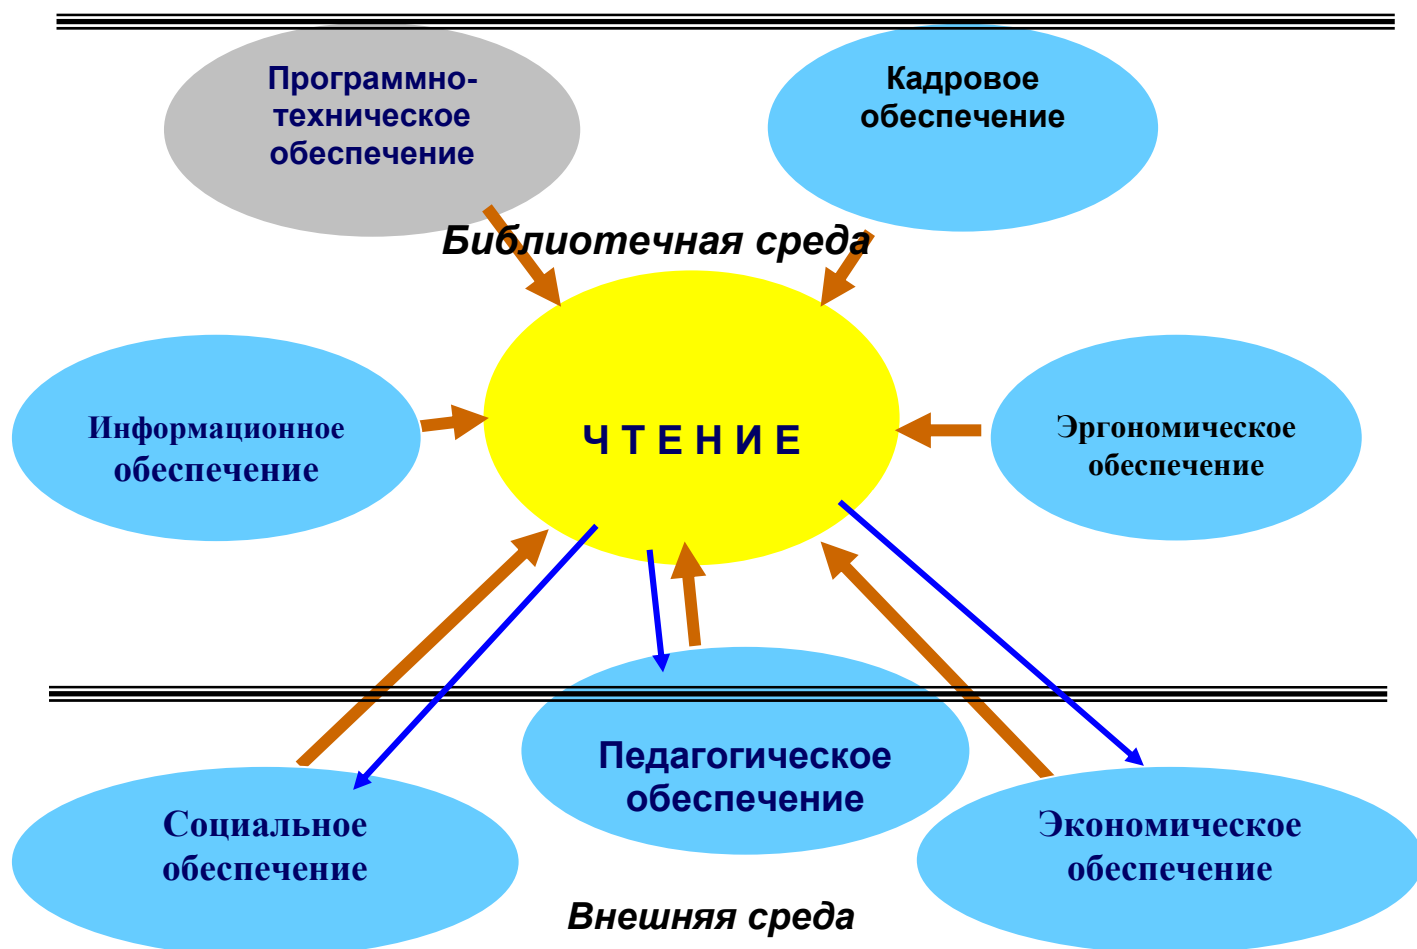 Программно-
техническое
обеспечение
Кадровое
обеспечение
Библиотечная среда
Информационное
обеспечение
Ч Т Е Н И Е
Эргономическое
обеспечение
Педагогическое
обеспечение
Социальное
обеспечение
Экономическое
обеспечение
Внешняя среда